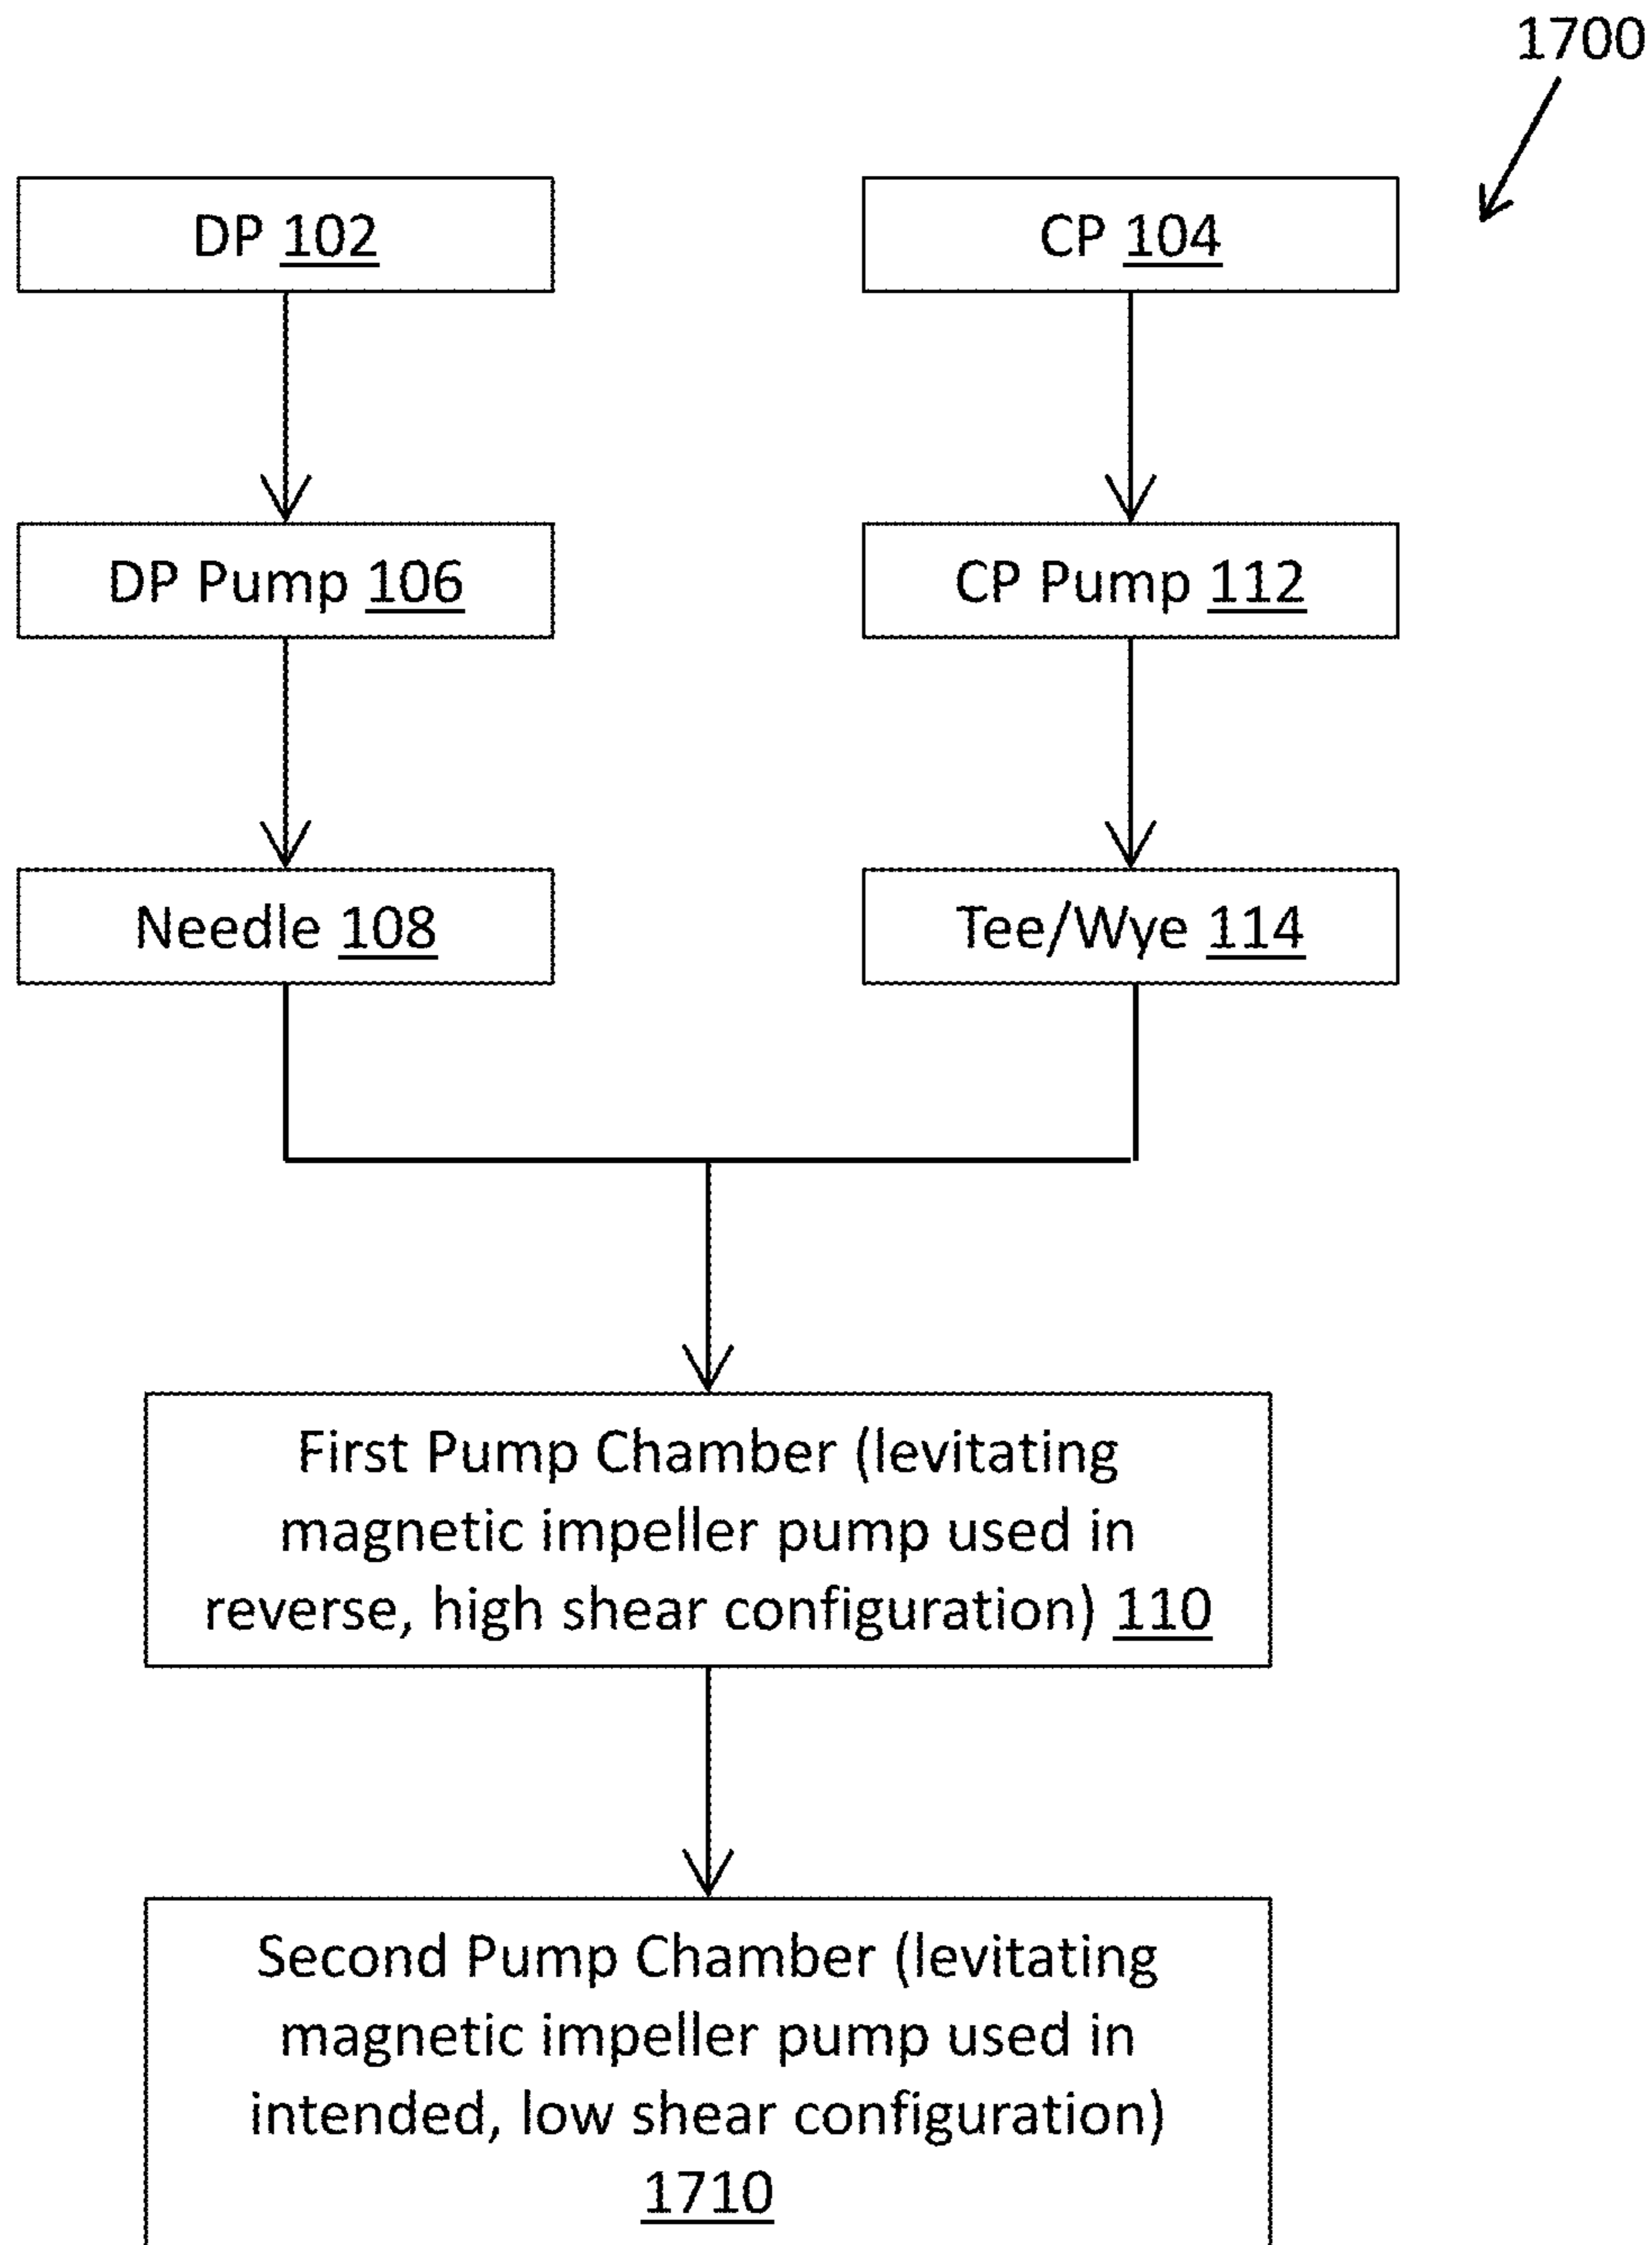 1700
DP 102
CP 104
DP Pump 106
CP Pump 112
Needle 108
Tee/Wye 114
First Pump Chamber (levitating
magnetic impeller pump used in
reverse, high shear configuration) 110
Second Pump Chamber (levitating
magnetic impeller pump used in
intended, low shear configuration)
1710